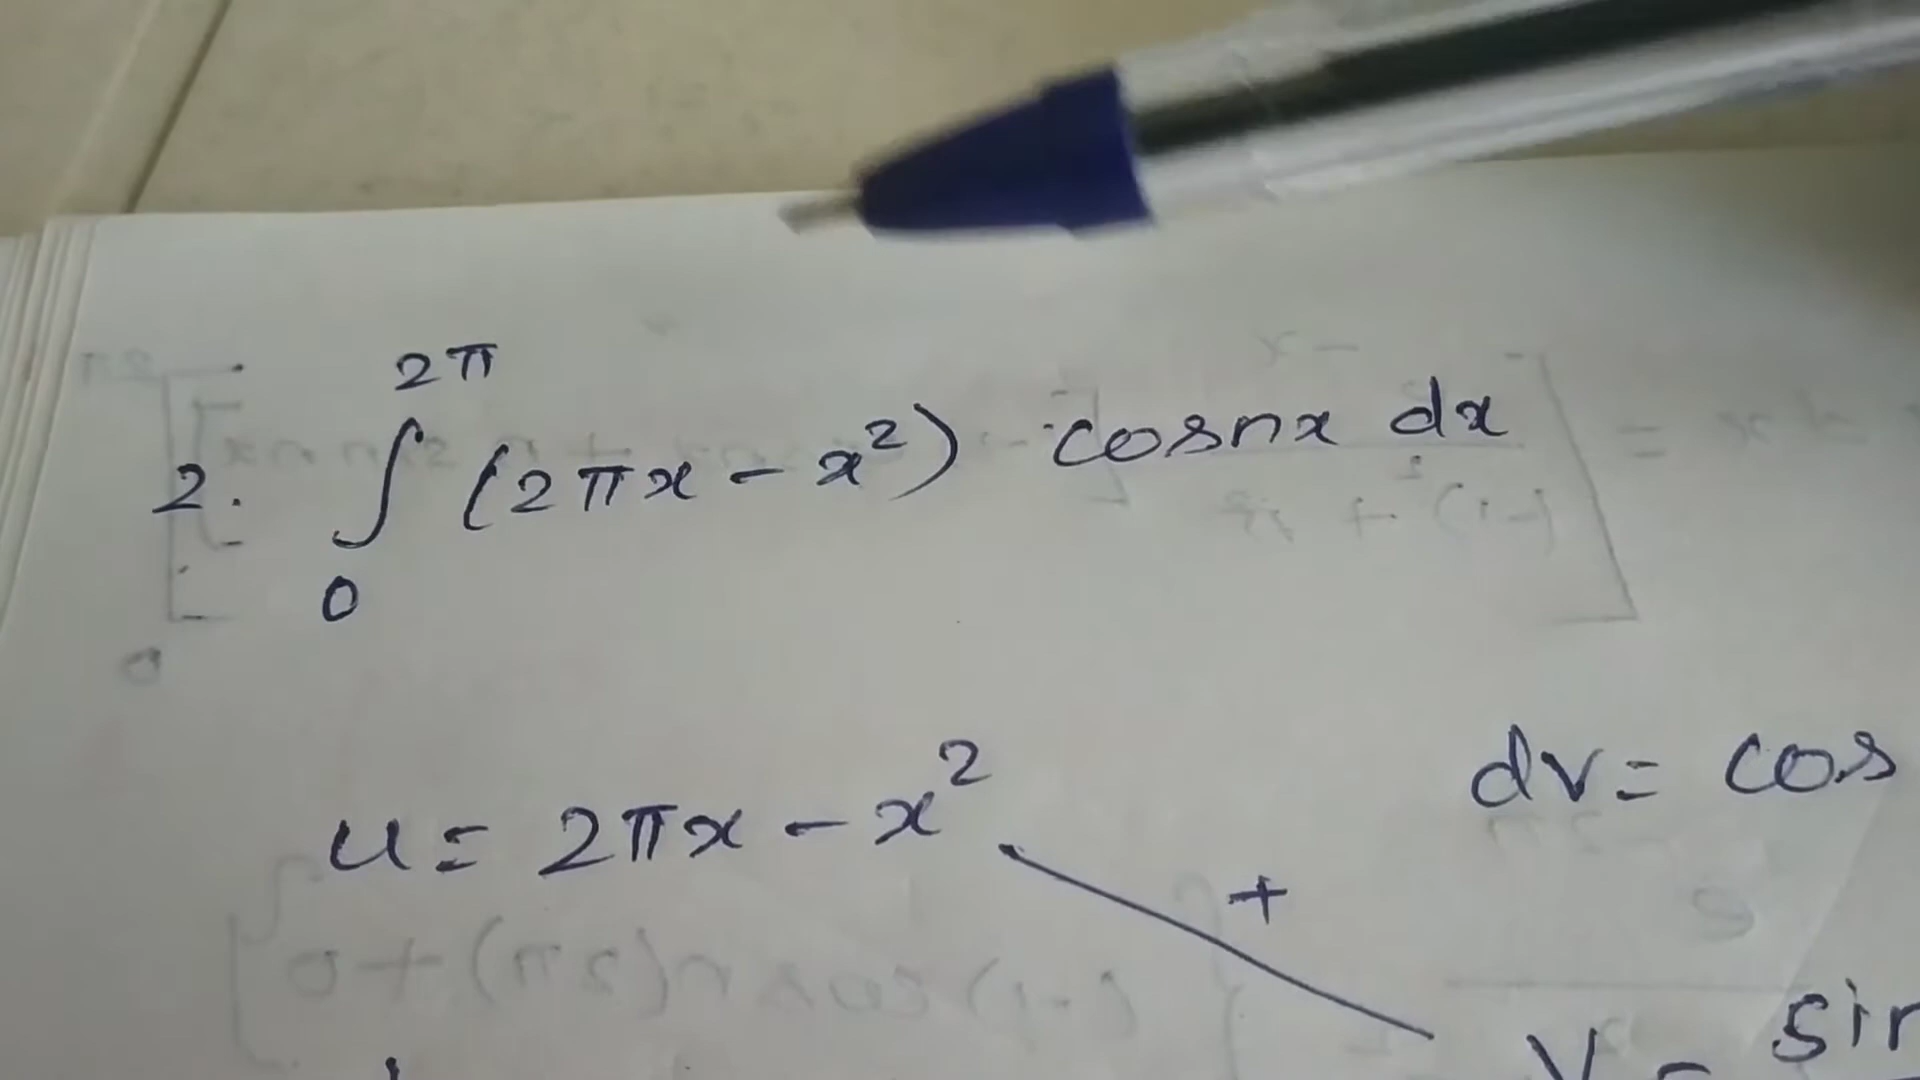 2. ∫₀^2π (2πx - x²) cosnx dx
u = 2πx - x²
dv = cos
+
v = sin